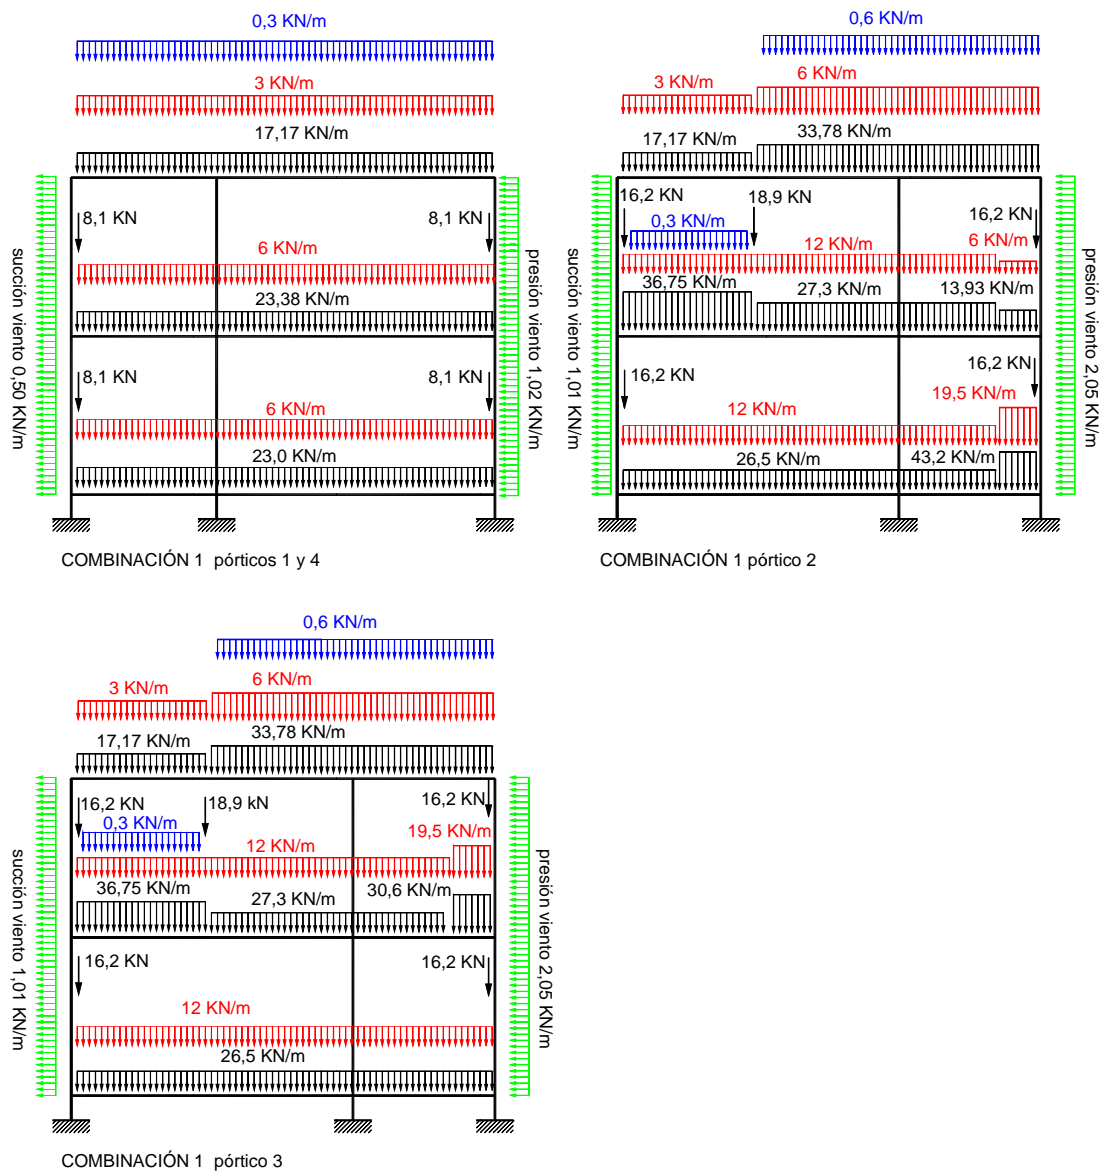 0,3 KN/m
3 KN/m
17,17 KN/m
8,1 KN
8,1 KN
6 KN/m
23,38 KN/m
8,1 KN
8,1 KN
6 KN/m
23,0 KN/m
succión viento 0,50 KN/m
presión viento 1,02 KN/m
COMBINACIÓN 1 pórticos 1 y 4
0,6 KN/m
3 KN/m
6 KN/m
17,17 KN/m
33,78 KN/m
16,2 KN
18,9 KN
16,2 KN
0,3 KN/m
12 KN/m
6 KN/m
36,75 KN/m
27,3 KN/m
13,93 KN/m
16,2 KN
16,2 KN
19,5 KN/m
12 KN/m
26,5 KN/m
43,2 KN/m
succión viento 1,01 KN/m
presión viento 2,05 KN/m
COMBINACIÓN 1 pórtico 2
0,6 KN/m
3 KN/m
6 KN/m
17,17 KN/m
33,78 KN/m
16,2 KN
18,9 kN
16,2 KN
0,3 KN/m
12 KN/m
19,5 KN/m
36,75 KN/m
27,3 KN/m
30,6 KN/m
16,2 KN
16,2 KN
12 KN/m
26,5 KN/m
succión viento 1,01 KN/m
presión viento 2,05 KN/m
COMBINACIÓN 1 pórtico 3